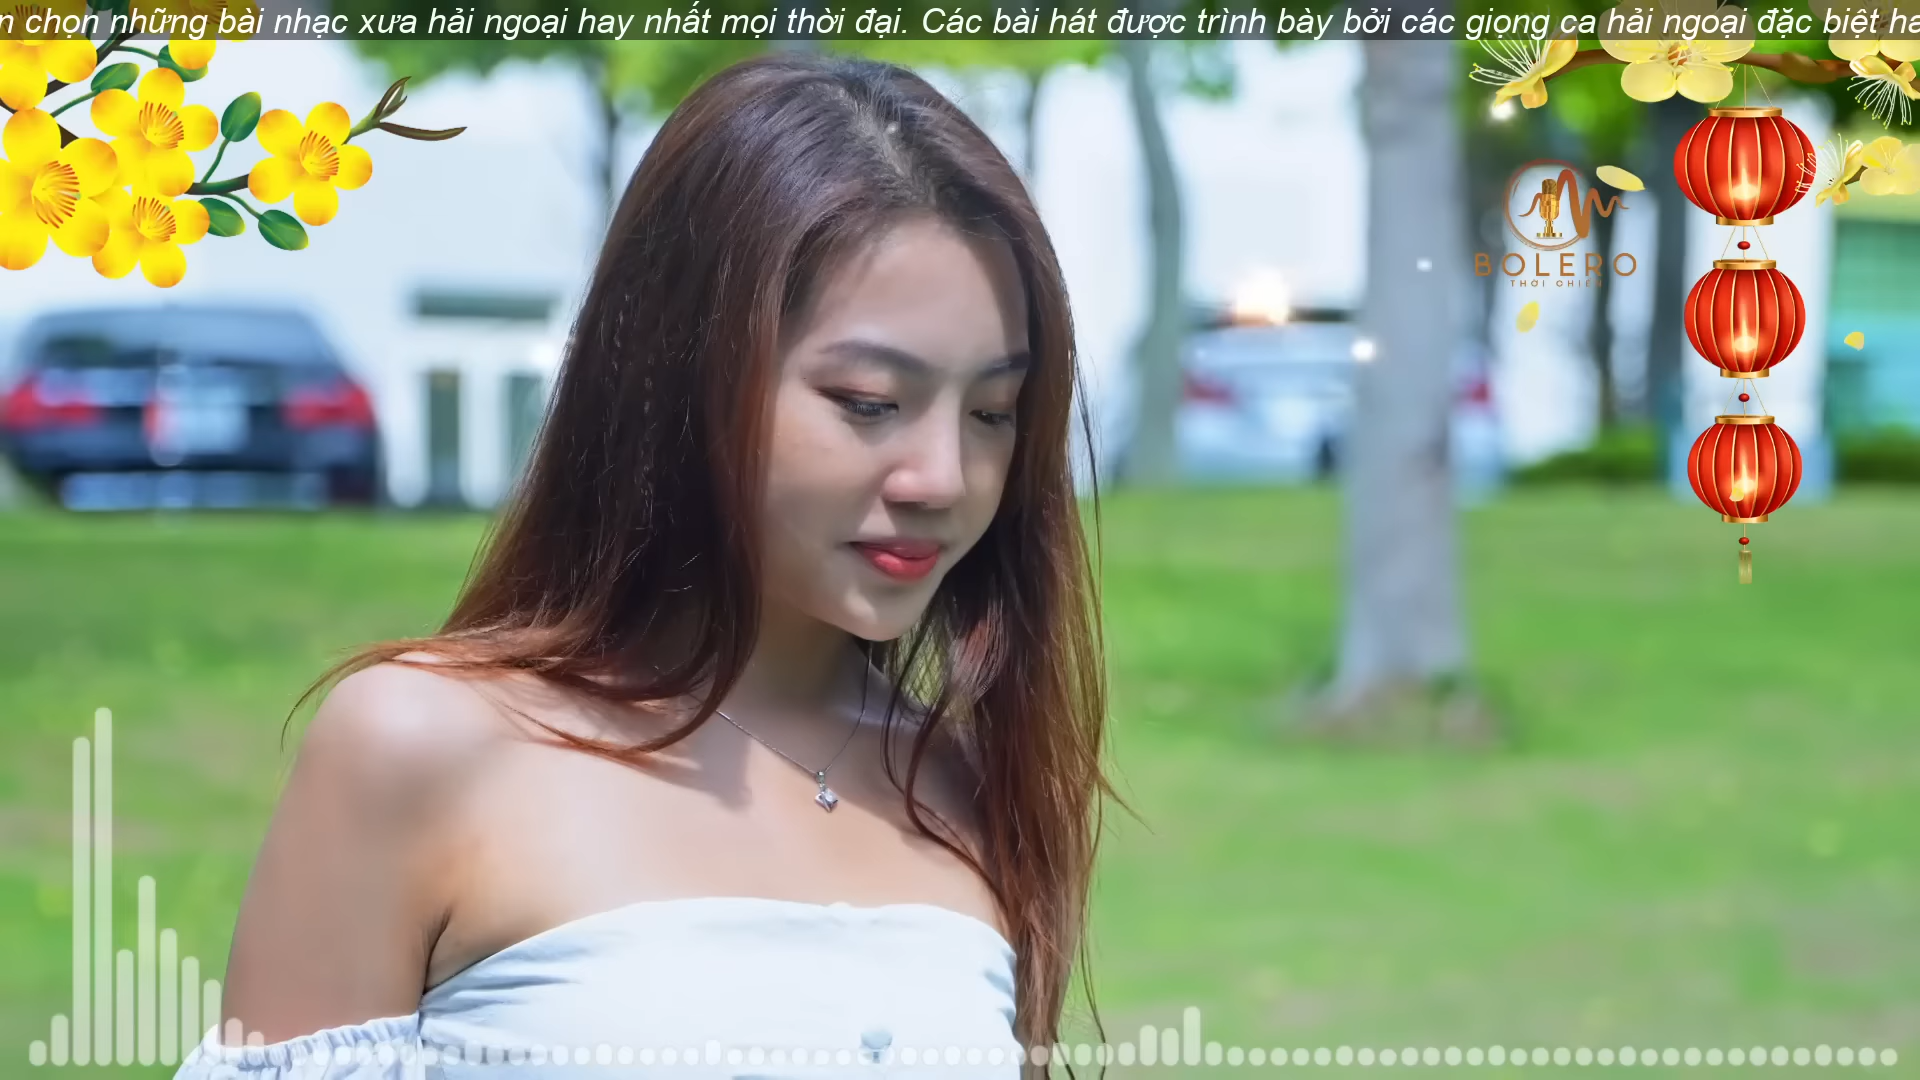 n chọn những bài nhạc xưa hải ngoại hay nhất mọi thời đại. Các bài hát được trình bày bởi các giọng ca hải ngoại đặc biệt ha
BOLERO
THỜI CHIẾN